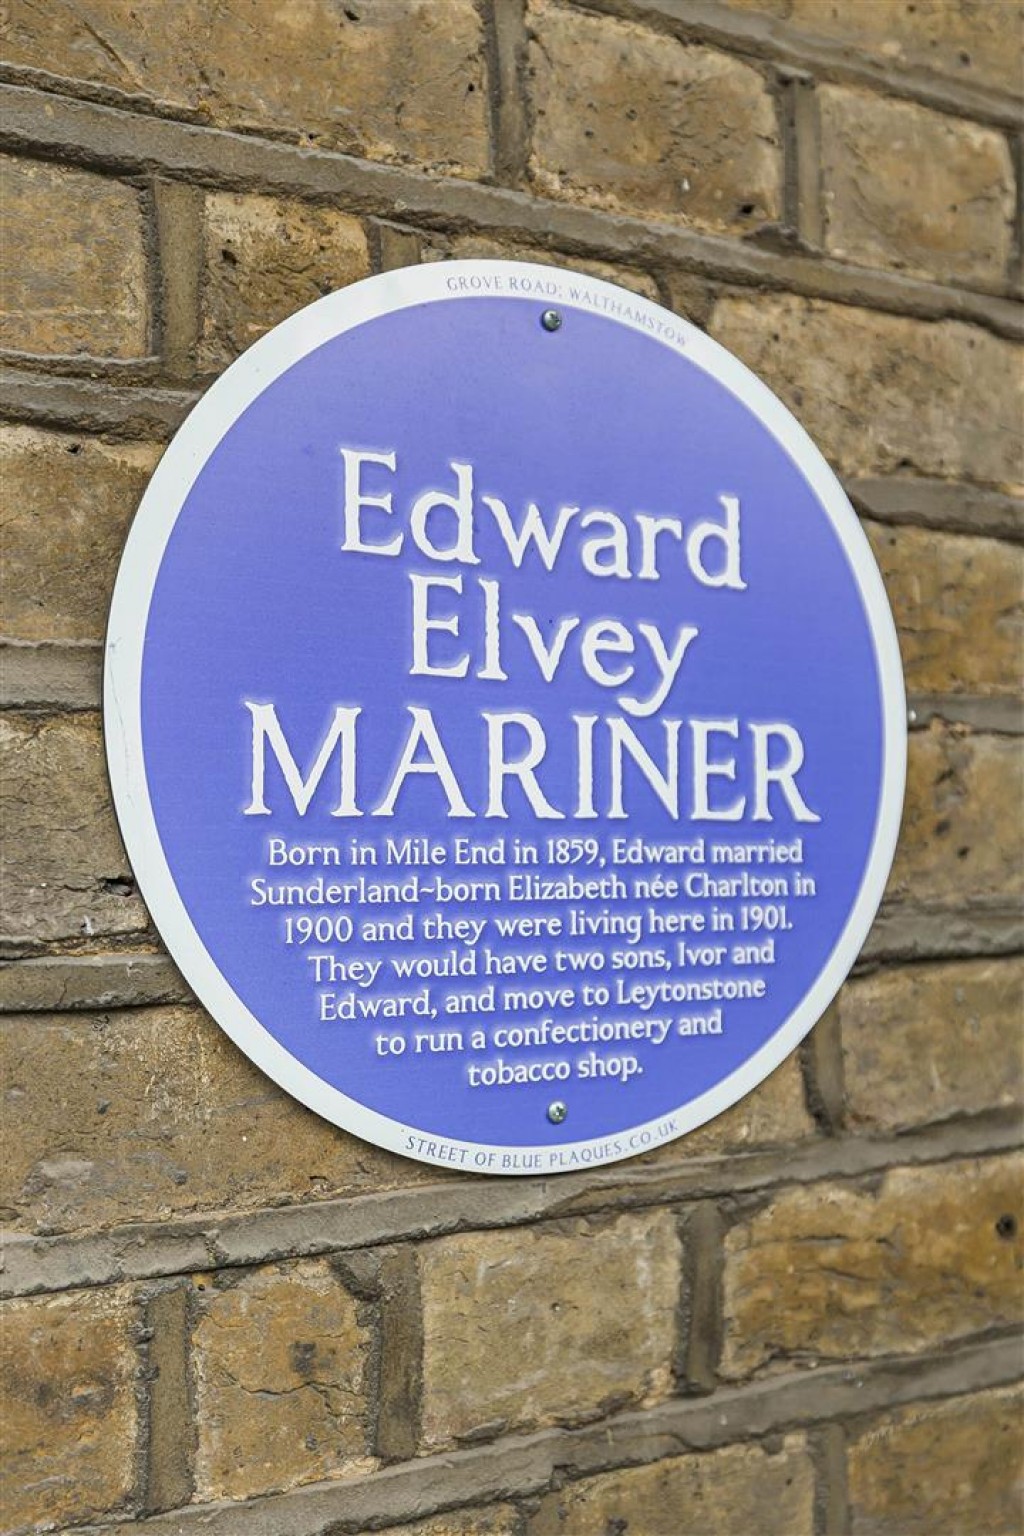 GROVE ROAD; WALTHAMSTOW
Edward
Elvey
MARINER
Born in Mile End in 1859, Edward married
Sunderland~born Elizabeth née Charlton in
1900 and they were living here in 1901.
They would have two sons, Ivor and
Edward, and move to Leytonstone
to run a confectionery and
tobacco shop.
STREET OF BLUE PLAQUES.CO.UK